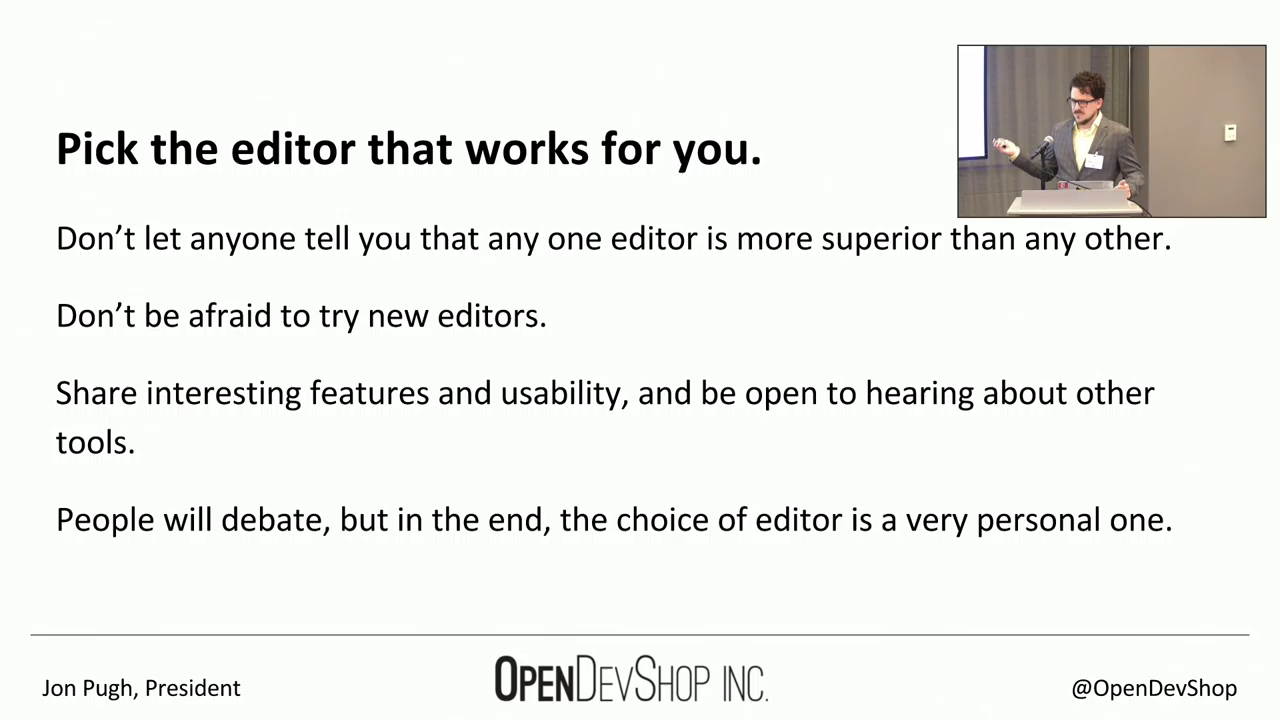 Pick the editor that works for you.
Don’t let anyone tell you that any one editor is more superior than any other.
Don’t be afraid to try new editors.
Share interesting features and usability, and be open to hearing about other
tools.
People will debate, but in the end, the choice of editor is a very personal one.
Jon Pugh, President
OPENDEVSHOP INC.
@OpenDevShop